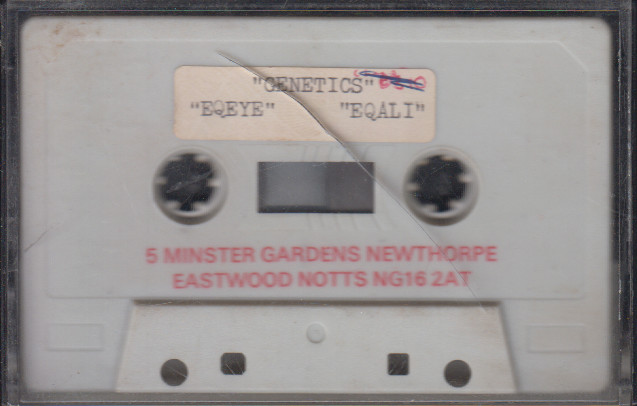 "GENETICS"
"EQEYE" "EQALI"
5 MINSTER GARDENS NEWTHORPE
EASTWOOD NOTTS NG16 2AT